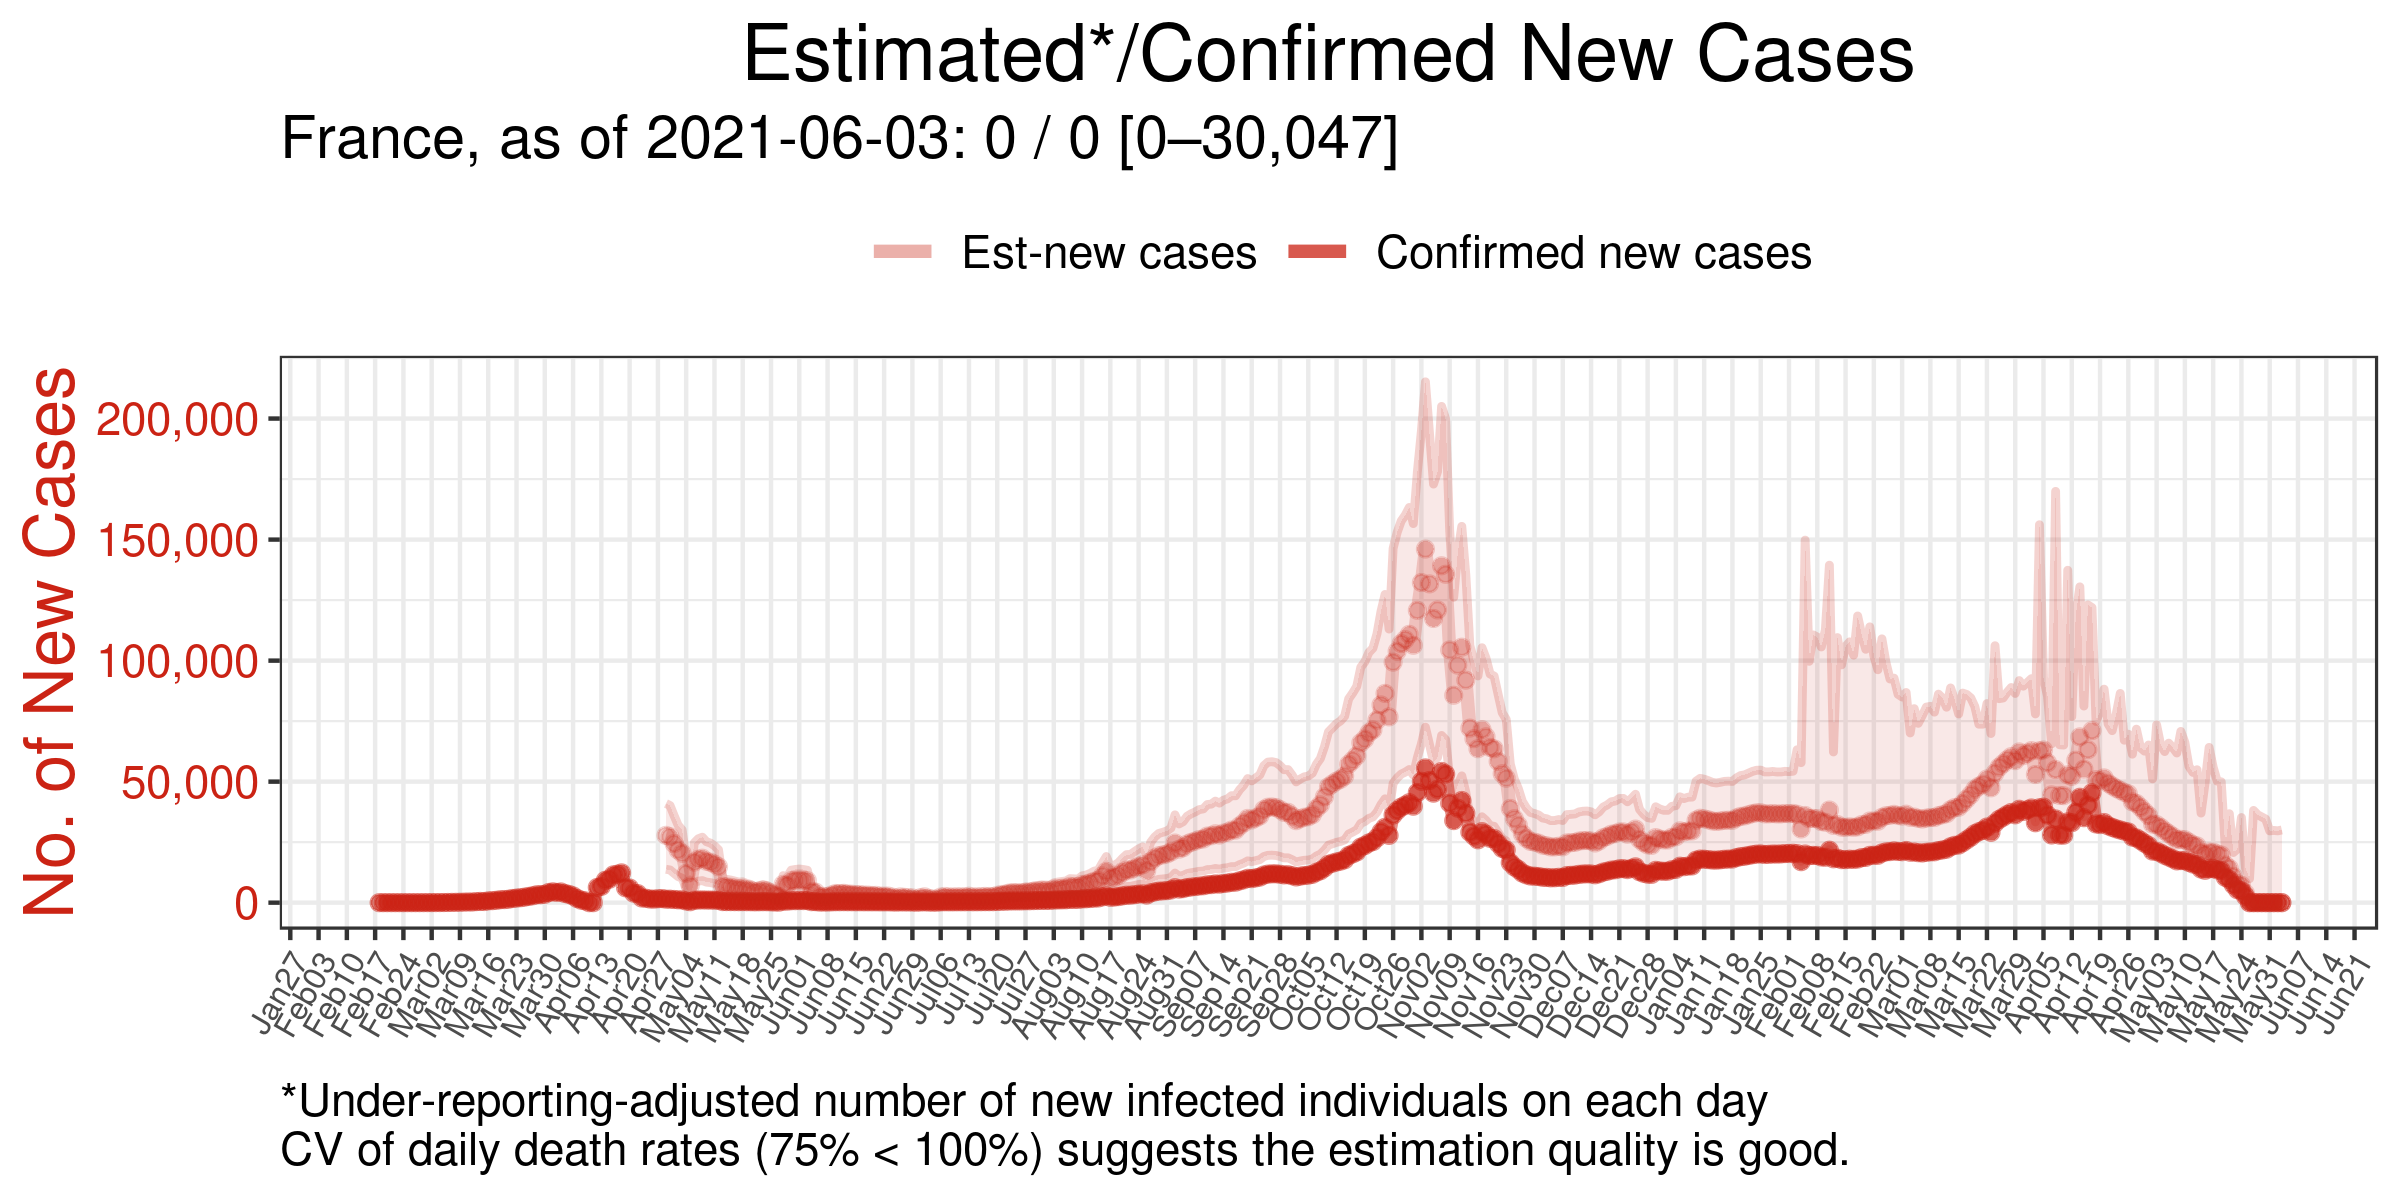 Estimated*/Confirmed New Cases
France, as of 2021-06-03: 0 / 0 [0–30,047]
Est-new cases
Confirmed new cases
No. of New Cases
200,000
150,000
100,000
50,000
0
Jan27
Feb03
Feb10
Feb17
Feb24
Mar02
Mar09
Mar16
Mar23
Mar30
Apr06
Apr13
Apr20
Apr27
May04
May11
May18
May25
Jun01
Jun08
Jun15
Jun22
Jun29
Jul06
Jul13
Jul20
Jul27
Aug03
Aug10
Aug17
Aug24
Aug31
Sep07
Sep14
Sep21
Sep28
Oct05
Oct12
Oct19
Oct26
Nov02
Nov09
Nov16
Nov23
Nov30
Dec07
Dec14
Dec21
Dec28
Jan04
Jan11
Jan18
Jan25
Feb01
Feb08
Feb15
Feb22
Mar01
Mar08
Mar15
Mar22
Mar29
Apr05
Apr12
Apr19
Apr26
May03
May10
May17
May24
May31
Jun07
Jun14
Jun21
*Under-reporting-adjusted number of new infected individuals on each day
CV of daily death rates (75% < 100%) suggests the estimation quality is good.